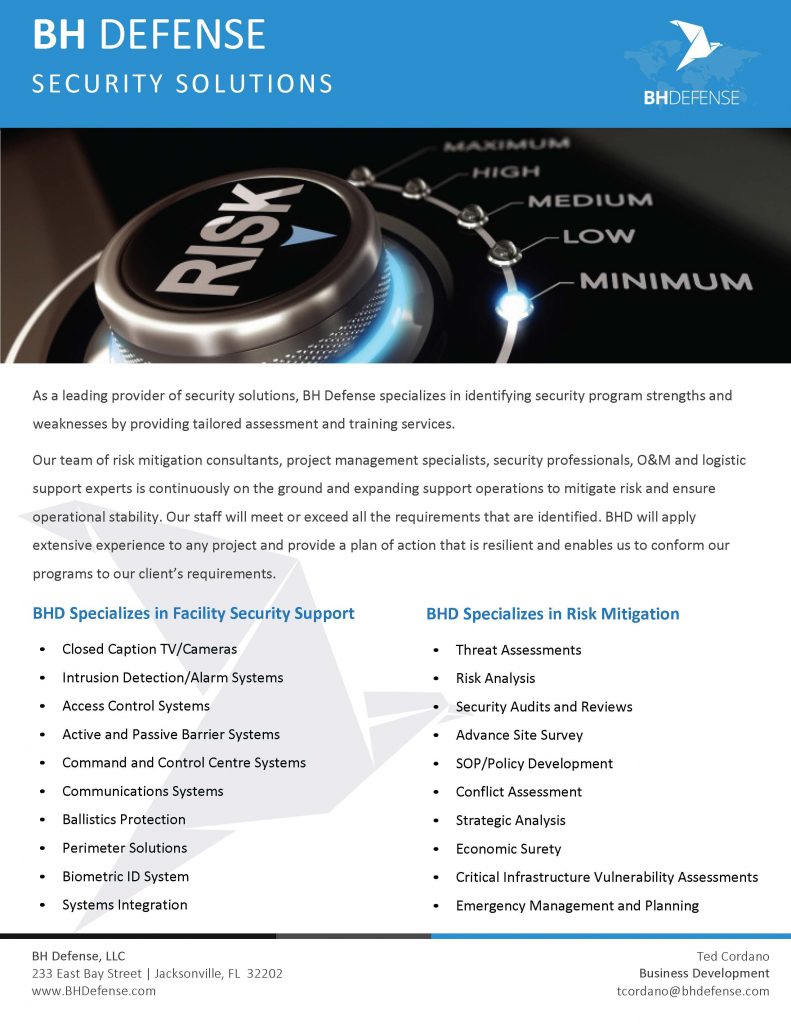 BH DEFENSE
SECURITY SOLUTIONS
BHDEFENSE
RISK
MAXIMUM
HIGH
MEDIUM
LOW
MINIMUM
As a leading provider of security solutions, BH Defense specializes in identifying security program strengths and
weaknesses by providing tailored assessment and training services.
Our team of risk mitigation consultants, project management specialists, security professionals, O&M and logistic
support experts is continuously on the ground and expanding support operations to mitigate risk and ensure
operational stability. Our staff will meet or exceed all the requirements that are identified. BHD will apply
extensive experience to any project and provide a plan of action that is resilient and enables us to conform our
programs to our client’s requirements.
BHD Specializes in Facility Security Support
• Closed Caption TV/Cameras
• Intrusion Detection/Alarm Systems
• Access Control Systems
• Active and Passive Barrier Systems
• Command and Control Centre Systems
• Communications Systems
• Ballistics Protection
• Perimeter Solutions
• Biometric ID System
• Systems Integration
BHD Specializes in Risk Mitigation
• Threat Assessments
• Risk Analysis
• Security Audits and Reviews
• Advance Site Survey
• SOP/Policy Development
• Conflict Assessment
• Strategic Analysis
• Economic Surety
• Critical Infrastructure Vulnerability Assessments
• Emergency Management and Planning
BH Defense, LLC
233 East Bay Street | Jacksonville, FL 32202
www.BHDefense.com
Ted Cordano
Business Development
tcordano@bhdefense.com